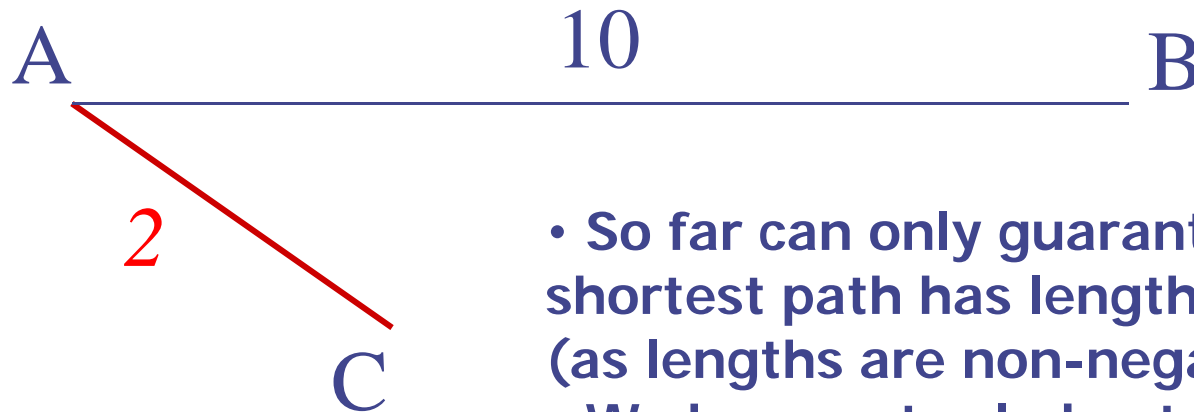 A
10
B
2
• So far can only guarant
shortest path has length
(as lengths are non-nega
C